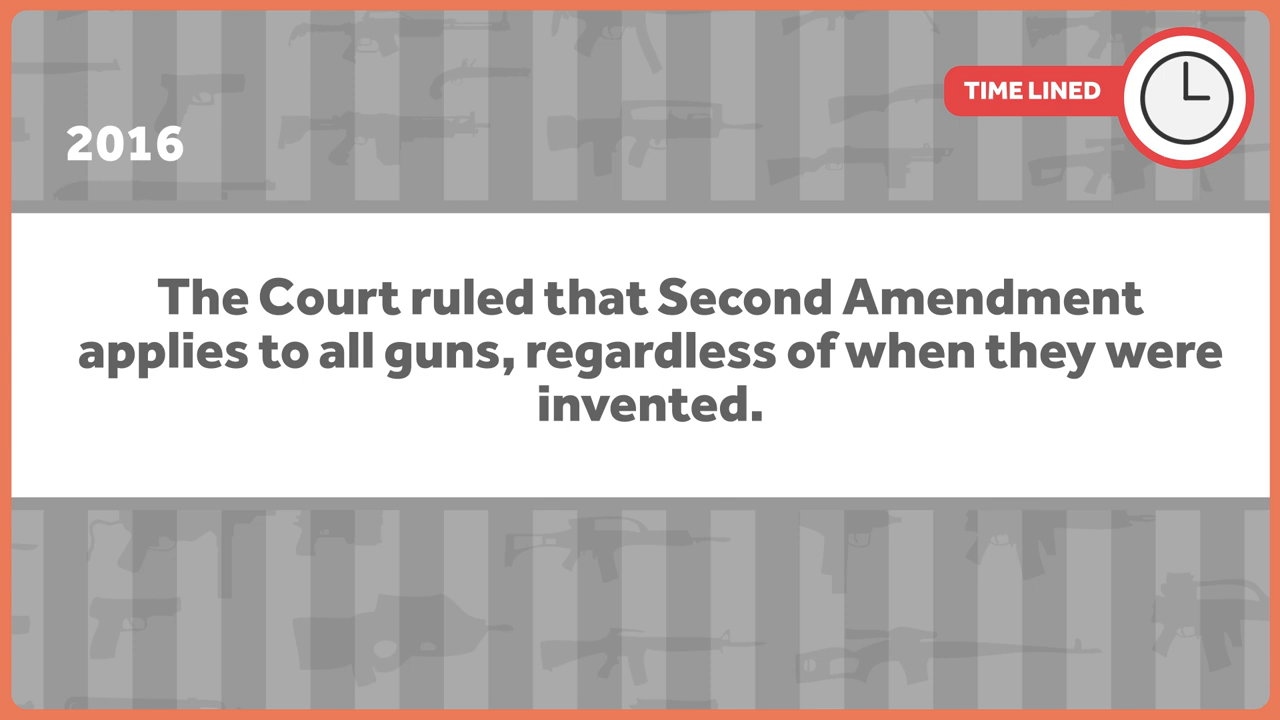 TIME LINED
2016
The Court ruled that Second Amendment
applies to all guns, regardless of when they were
invented.